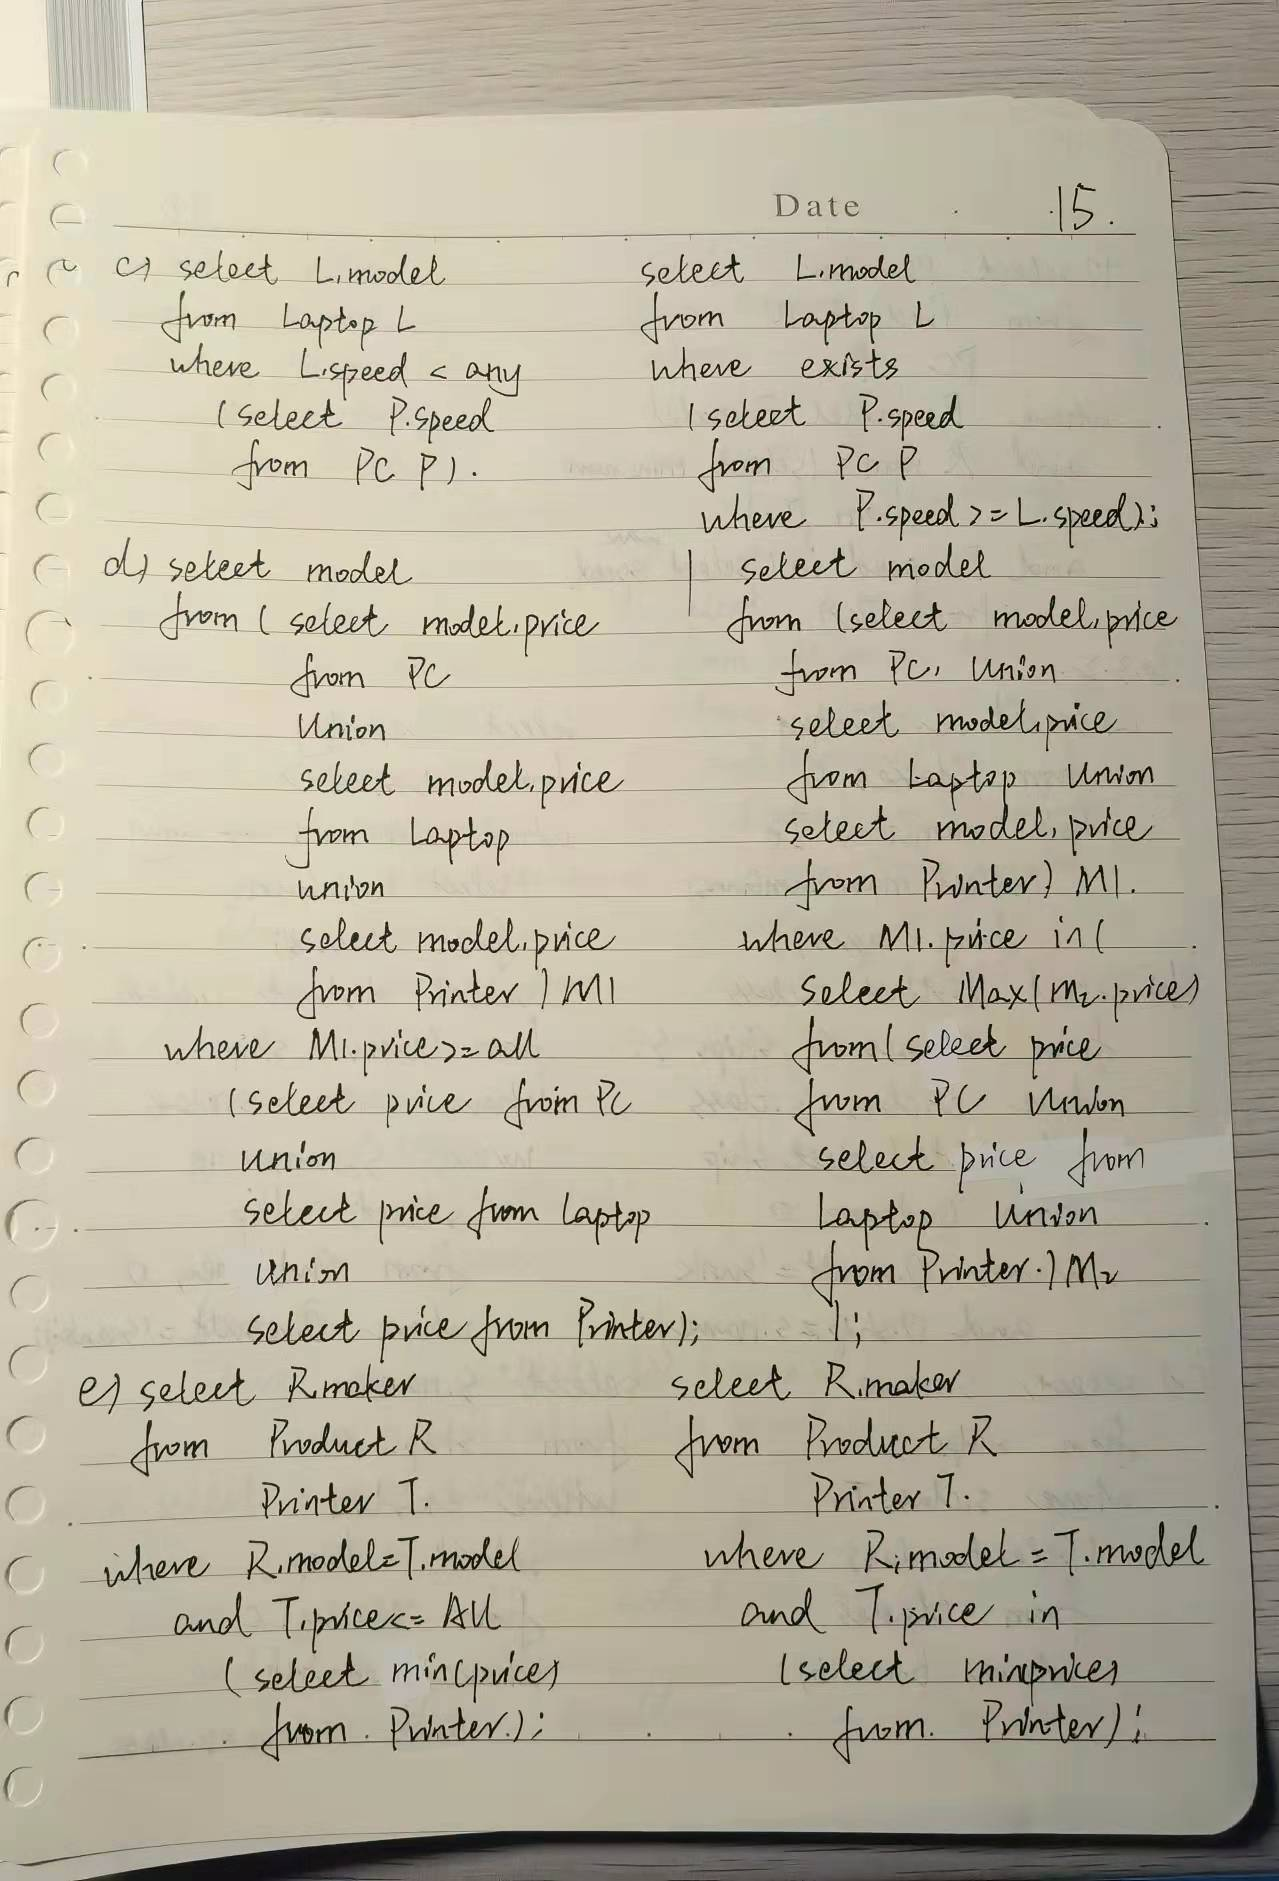 Date
15.
c) select L.model
from Laptop L
where L.speed < any
(select P.speed
from PC P).
select L.model
from Laptop L
where exists
(select P.speed
from PC P
where P.speed >= L.speed);
d) select model
from ( select model, price
from PC
Union
select model, price
from Laptop
union
select model, price
from Printer ) M1
where M1.price >= all
(select price from PC
union
select price from laptop
union
select price from Printer);
select model
from (select model, price
from PC, Union
select model, price
from Laptop Union
select model, price
from Printer) M1.
where M1.price in (
Select Max(M2.price)
from (select price
from PC Union
select price from
Laptop Union
from Printer.) M2
);
e) select R.maker
from Product R
Printer T.
where R.model = T.model
and T.price <= All
(select min(price)
from Printer.);
select R.maker
from Product R
Printer T.
where R.model = T.model
and T.price in
(select min(price)
from. Printer);